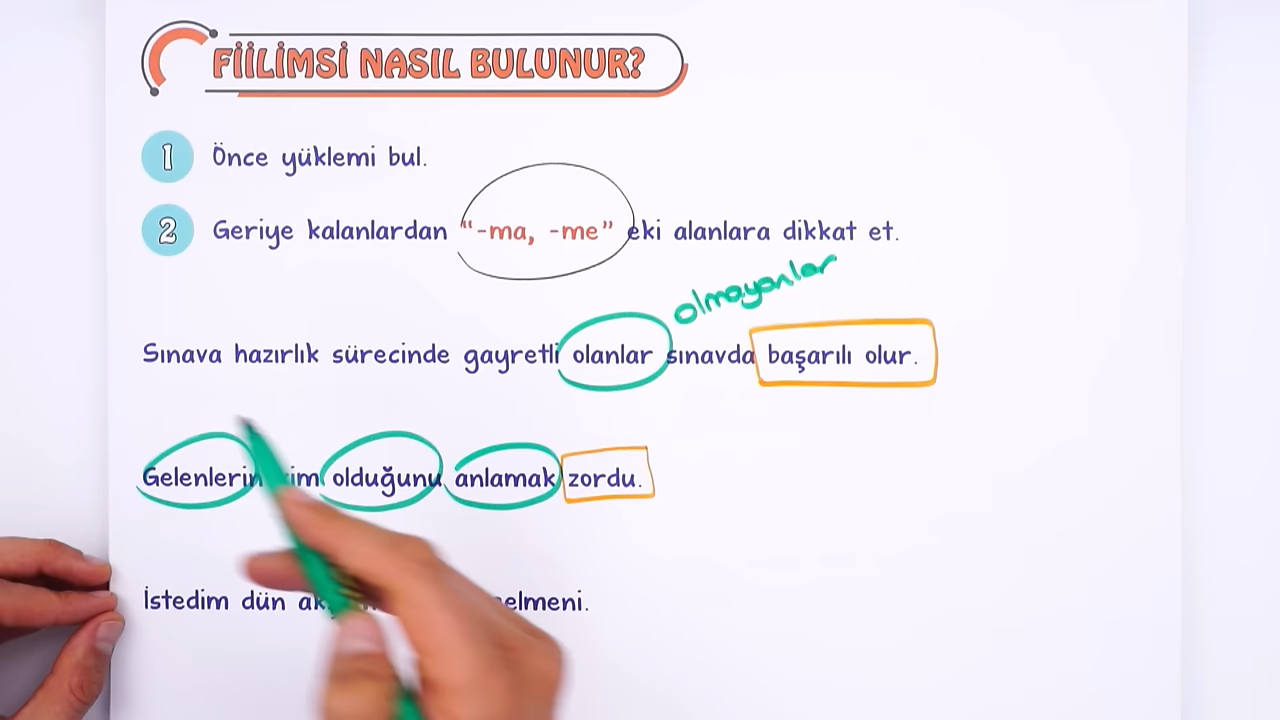 FİİLİMSİ NASIL BULUNUR?
1 Önce yüklemi bul.
2 Geriye kalanlardan "-ma, -me" eki alanlara dikkat et.
olmayanlar
Sınava hazırlık sürecinde gayretli olanlar sınavda başarılı olur.
Gelenlerin olduğunu anlamak zordu.
İstedim dün